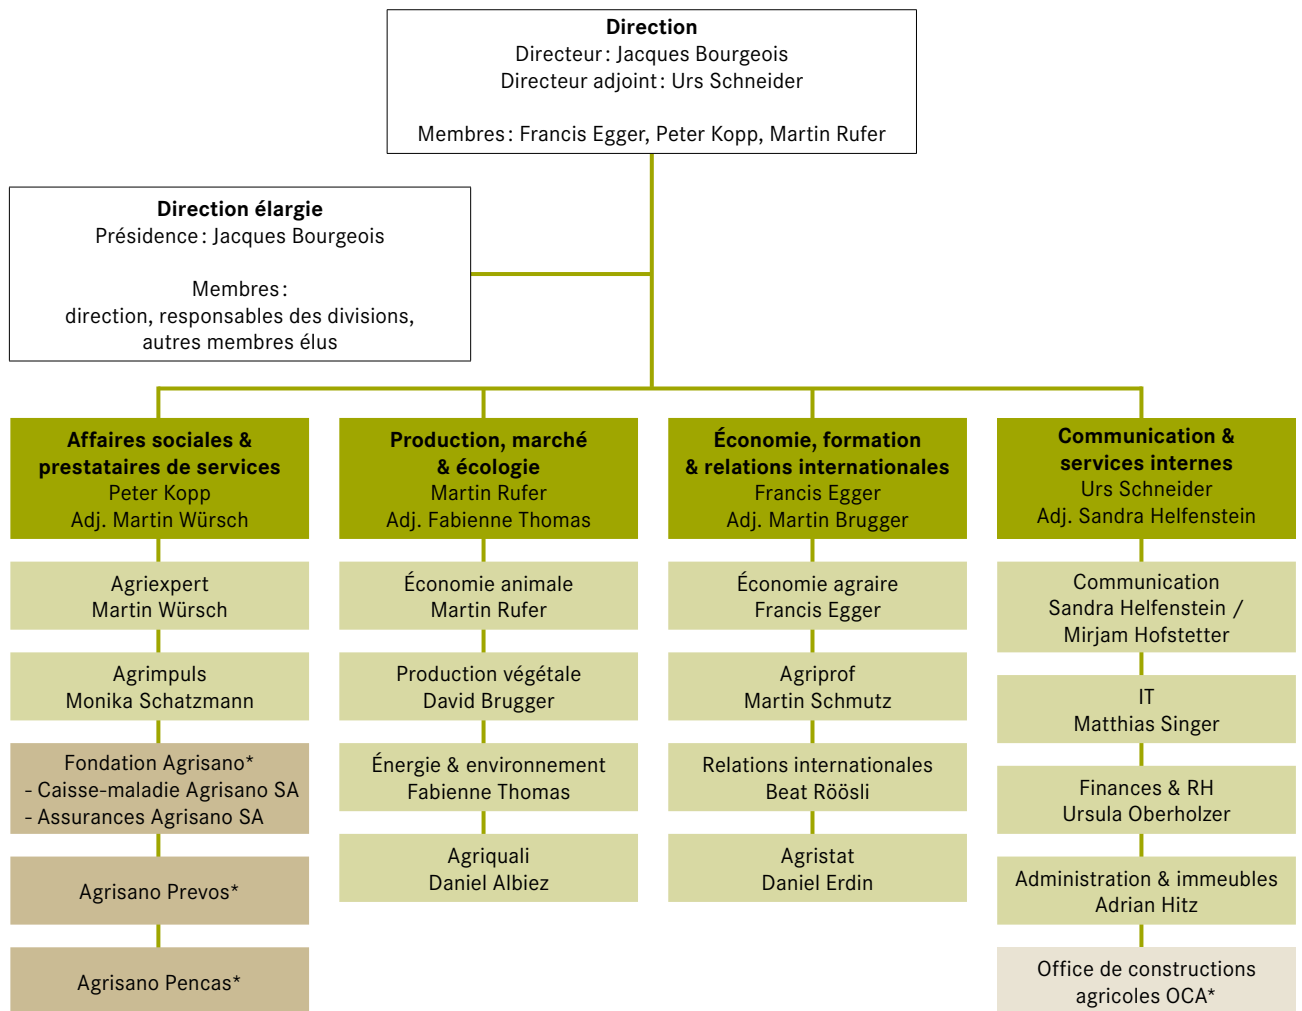 Direction
Directeur : Jacques Bourgeois
Directeur adjoint : Urs Schneider
Membres : Francis Egger, Peter Kopp, Martin Rufer
Direction élargie
Présidence : Jacques Bourgeois
Membres :
direction, responsables des divisions,
autres membres élus
Affaires sociales &
prestataires de services
Peter Kopp
Adj. Martin Würsch
Agriexpert
Martin Würsch
Agrimpuls
Monika Schatzmann
Fondation Agrisano*
- Caisse-maladie Agrisano SA
- Assurances Agrisano SA
Agrisano Prevos*
Agrisano Pencas*
Production, marché
& écologie
Martin Rufer
Adj. Fabienne Thomas
Économie animale
Martin Rufer
Production végétale
David Brugger
Énergie & environnement
Fabienne Thomas
Agriquali
Daniel Albiez
Économie, formation
& relations internationales
Francis Egger
Adj. Martin Brugger
Économie agraire
Francis Egger
Agriprof
Martin Schmutz
Relations internationales
Beat Röösli
Agristat
Daniel Erdin
Communication &
services internes
Urs Schneider
Adj. Sandra Helfenstein
Communication
Sandra Helfenstein /
Mirjam Hofstetter
IT
Matthias Singer
Finances & RH
Ursula Oberholzer
Administration & immeubles
Adrian Hitz
Office de constructions
agricoles OCA*